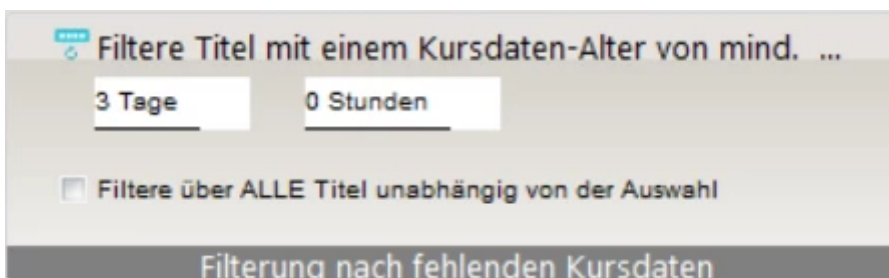 Filtere Titel mit einem Kursdaten-Alter von mind. ...
3 Tage 0 Stunden
Filtere über ALLE Titel unabhängig von der Auswahl
Filterung nach fehlenden Kursdaten